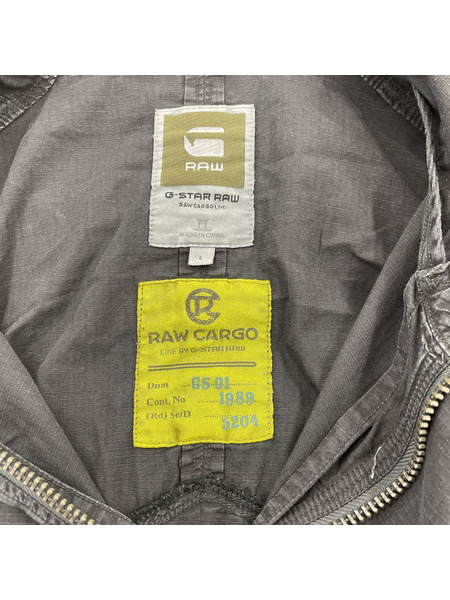 RAW
G-STAR RAW
RAW CARGO LINE
MADE IN CHINA
L
RAW CARGO
LINE BY G-STAR RAW
Dnm GS-01
Cont. No 1989
(Rd) Se/D 5204